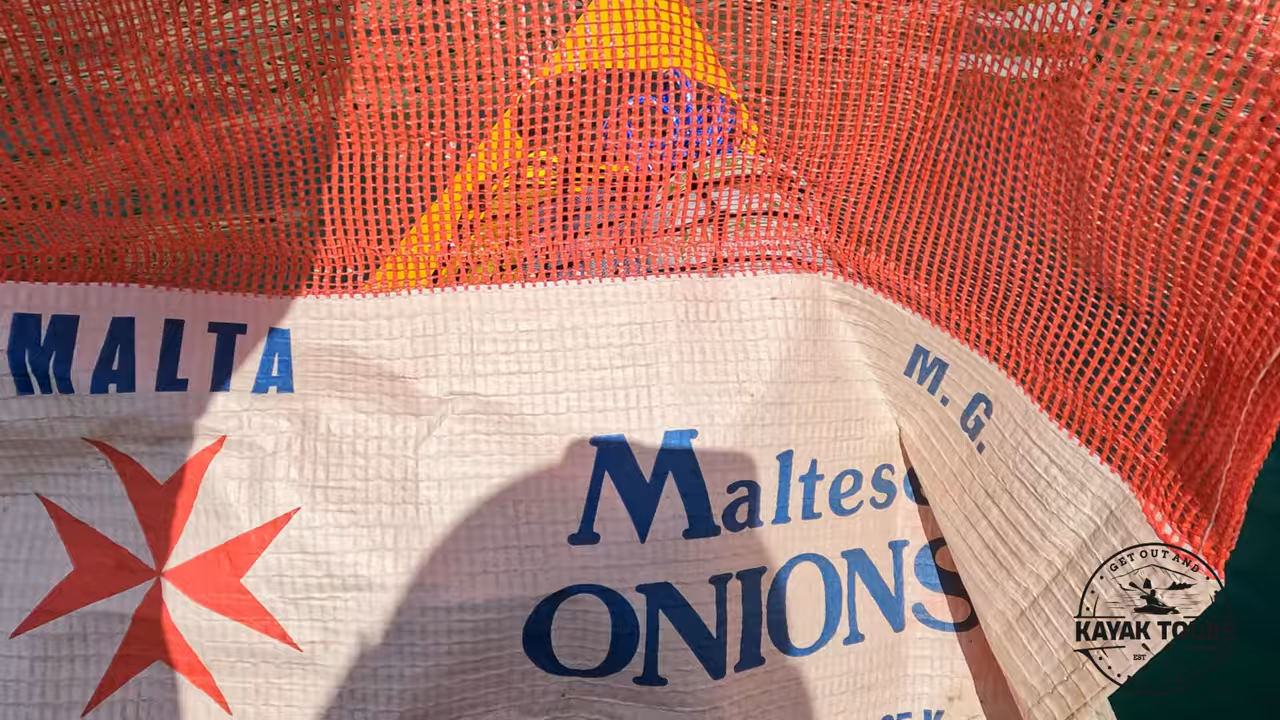 MALTA
M. G.
Maltese
ONIONS
GET OUT AND
KAYAK TOURS
EST